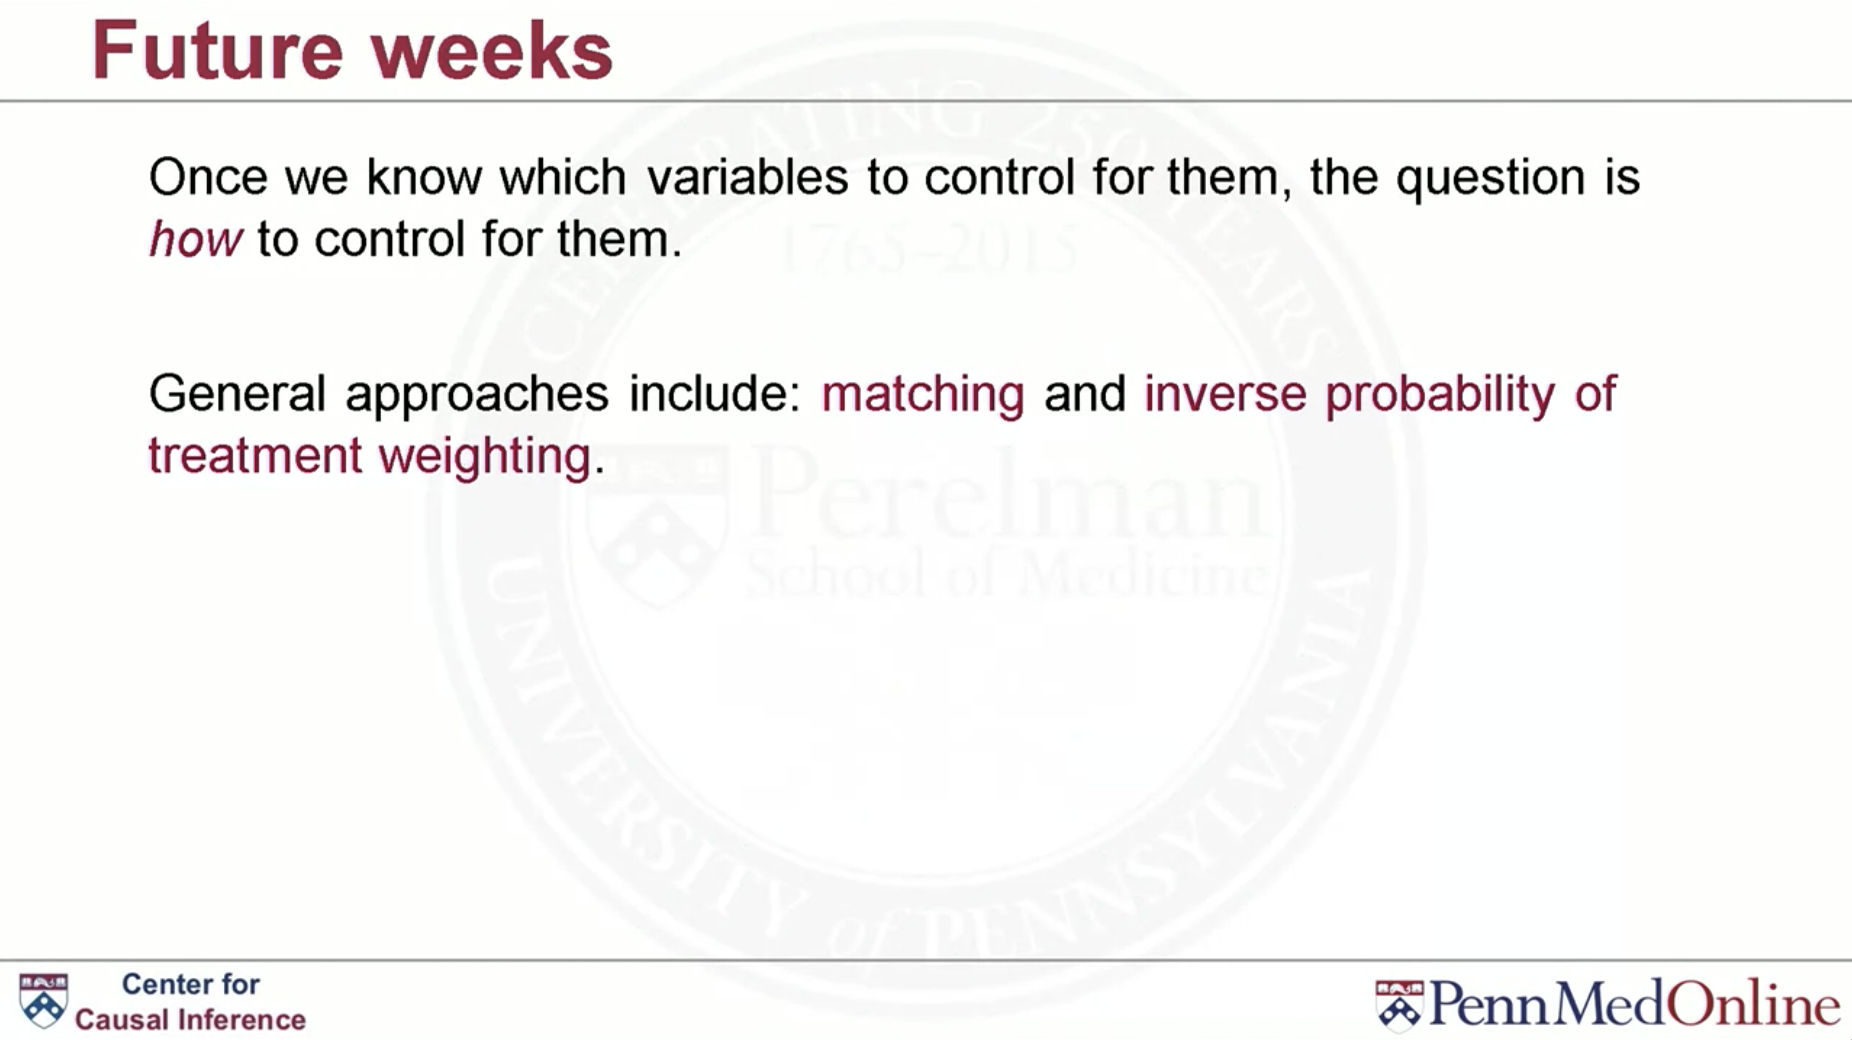 Future weeks
Once we know which variables to control for them, the question is
how to control for them.
General approaches include: matching and inverse probability of
treatment weighting.
CELEBRATING 250 YEARS
1765–2015
Perelman
School of Medicine
UNIVERSITY of PENNSYLVANIA
Center for
Causal Inference
PennMedOnline